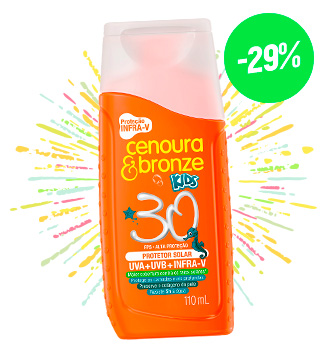 -29%
Proteção
INFRA-V
cenoura
&bronze
KIDS
30
FPS • ALTA PROTEÇÃO
PROTETOR SOLAR
UVA+UVB+INFRA-V
110 mL